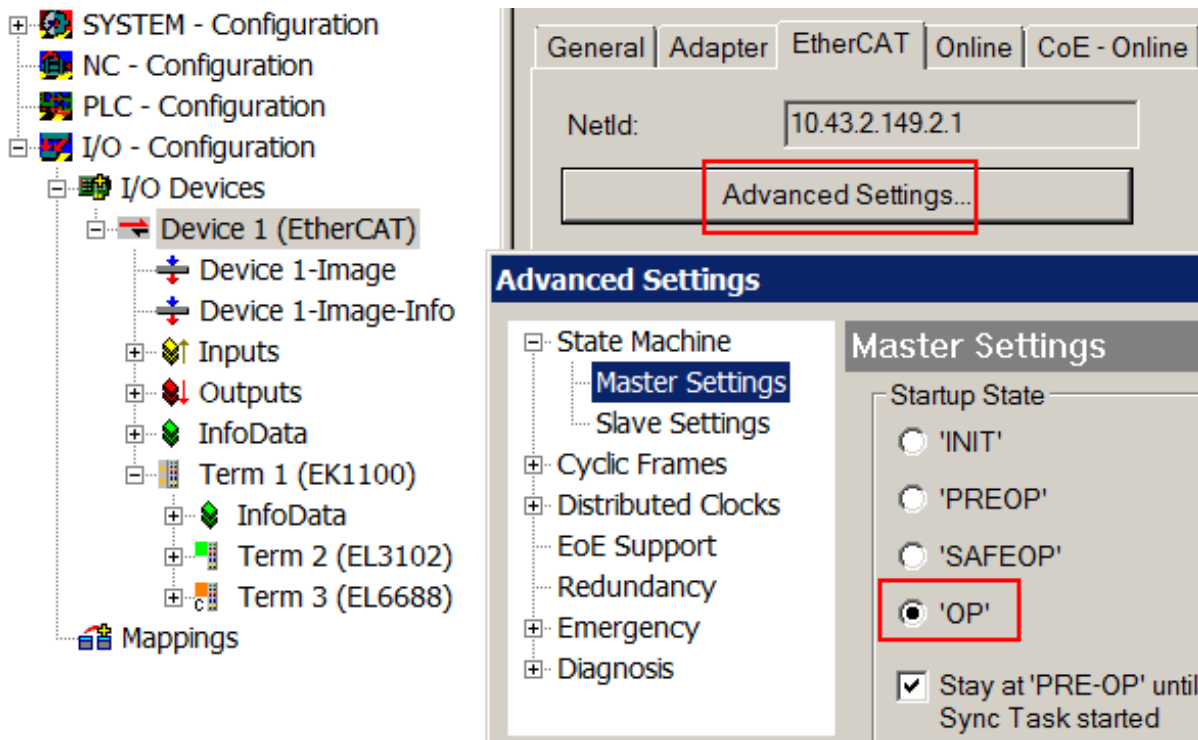 SYSTEM - Configuration
NC - Configuration
PLC - Configuration
I/O - Configuration
I/O Devices
Device 1 (EtherCAT)
Device 1-Image
Device 1-Image-Info
Inputs
Outputs
InfoData
Term 1 (EK1100)
InfoData
Term 2 (EL3102)
Term 3 (EL6688)
Mappings
General Adapter EtherCAT Online CoE - Online
NetId: 10.43.2.149.2.1
Advanced Settings...
Advanced Settings
State Machine
Master Settings
Slave Settings
Cyclic Frames
Distributed Clocks
EoE Support
Redundancy
Emergency
Diagnosis
Master Settings
Startup State
'INIT'
'PREOP'
'SAFEOP'
'OP'
Stay at 'PRE-OP' until
Sync Task started